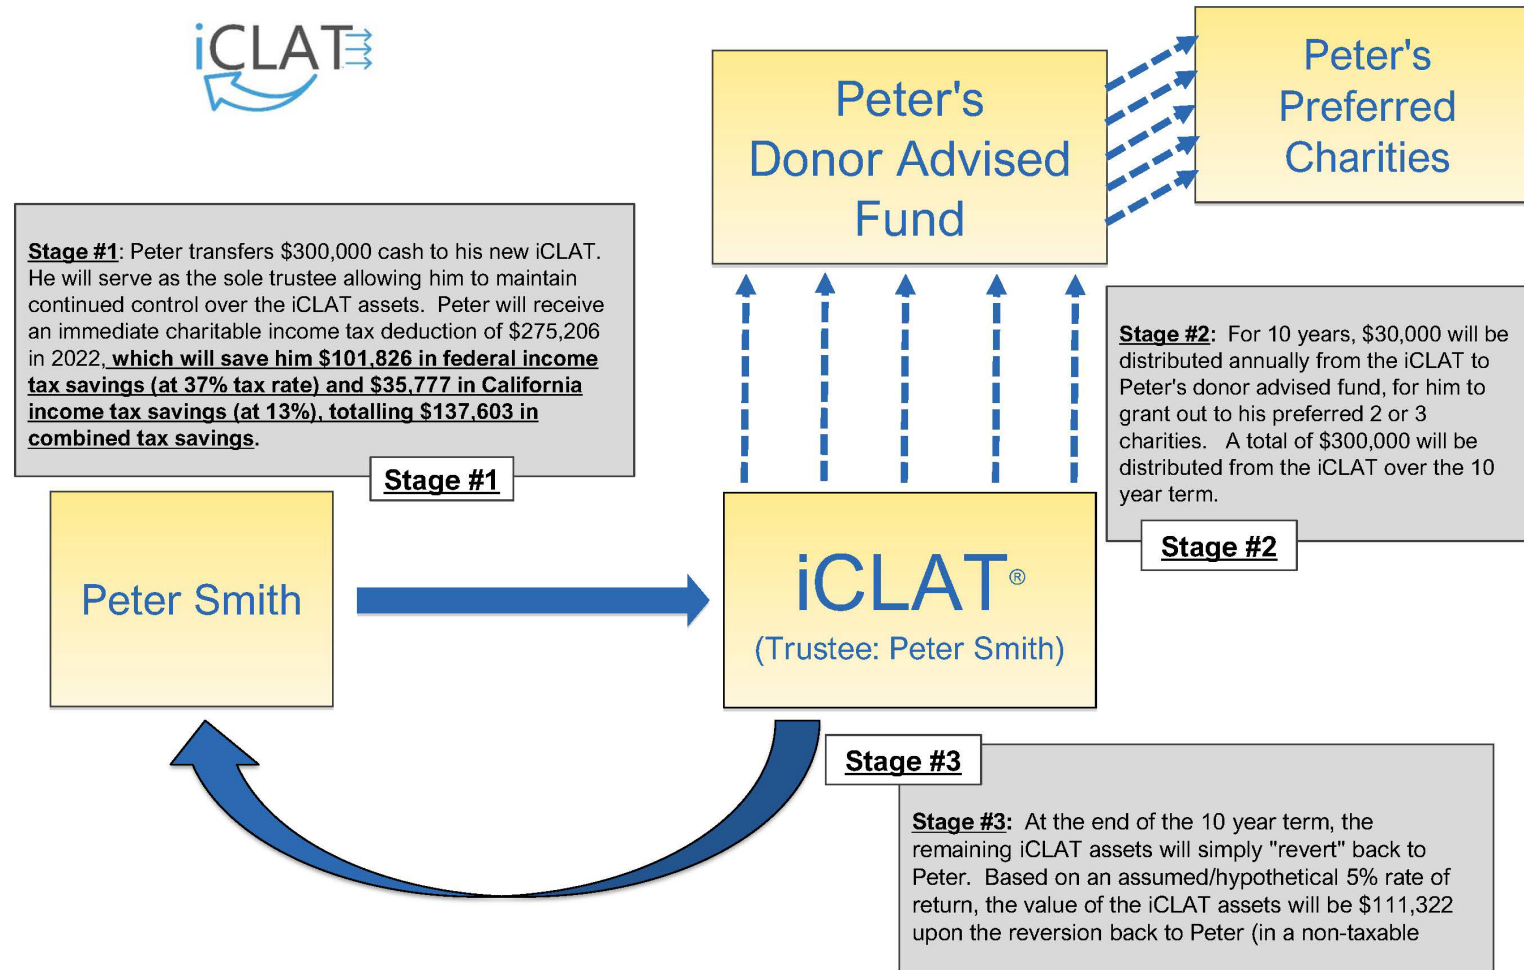 iCLAT
Peter's
Donor Advised
Fund
Peter's
Preferred
Charities
Stage #1: Peter transfers $300,000 cash to his new iCLAT.
He will serve as the sole trustee allowing him to maintain
continued control over the iCLAT assets.  Peter will receive
an immediate charitable income tax deduction of $275,206
in 2022, which will save him $101,826 in federal income
tax savings (at 37% tax rate) and $35,777 in California
income tax savings (at 13%), totalling $137,603 in
combined tax savings.
Stage #1
Stage #2:  For 10 years, $30,000 will be
distributed annually from the iCLAT to
Peter's donor advised fund, for him to
grant out to his preferred 2 or 3
charities.   A total of $300,000 will be
distributed from the iCLAT over the 10
year term.
Stage #2
Peter Smith
iCLAT®
(Trustee: Peter Smith)
Stage #3
Stage #3:  At the end of the 10 year term, the
remaining iCLAT assets will simply "revert" back to
Peter.  Based on an assumed/hypothetical 5% rate of
return, the value of the iCLAT assets will be $111,322
upon the reversion back to Peter (in a non-taxable